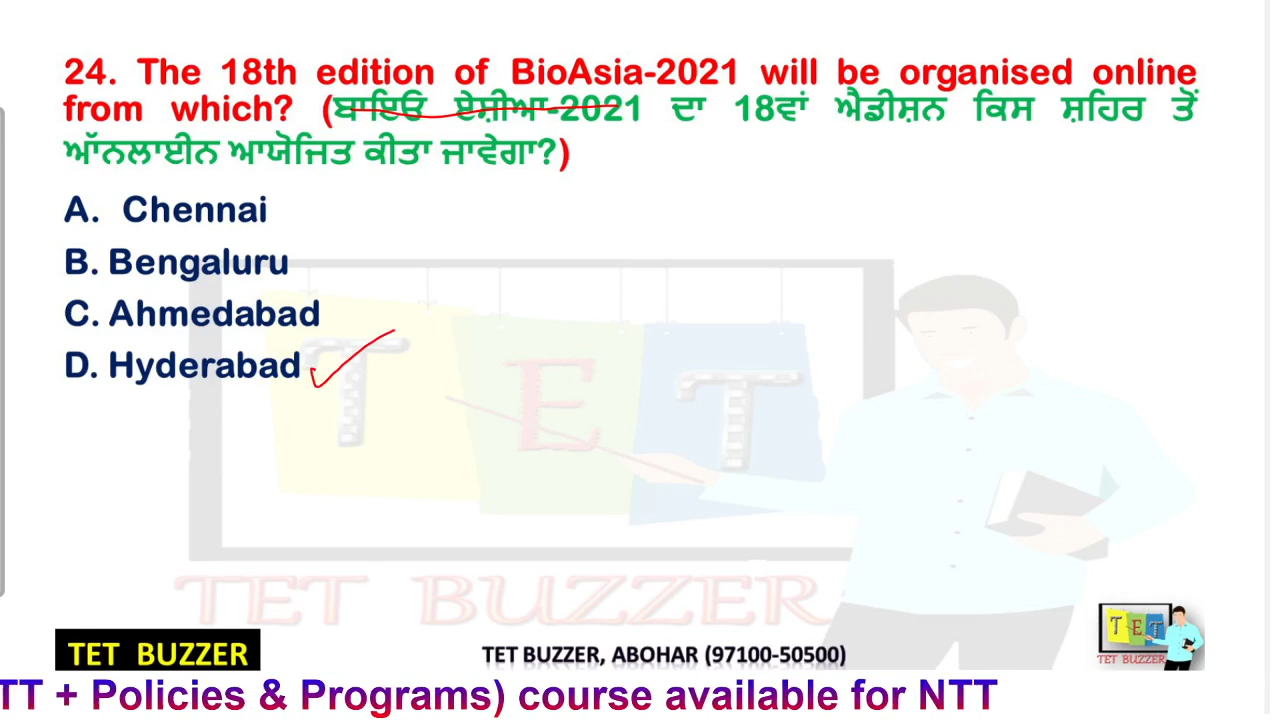 24. The 18th edition of BioAsia-2021 will be organised online
from which? (ਬਾਇਓ ਏਸ਼ੀਆ-2021 ਦਾ 18ਵਾਂ ਐਡੀਸ਼ਨ ਕਿਸ ਸ਼ਹਿਰ ਤੋਂ
ਆੱਨਲਾਈਨ ਆਯੋਜਿਤ ਕੀਤਾ ਜਾਵੇਗਾ?)
A. Chennai
B. Bengaluru
C. Ahmedabad
D. Hyderabad
T E T
TET BUZZER
TET BUZZER
TET BUZZER, ABOHAR (97100-50500)
T E T
TET BUZZER
TT + Policies & Programs) course available for NTT